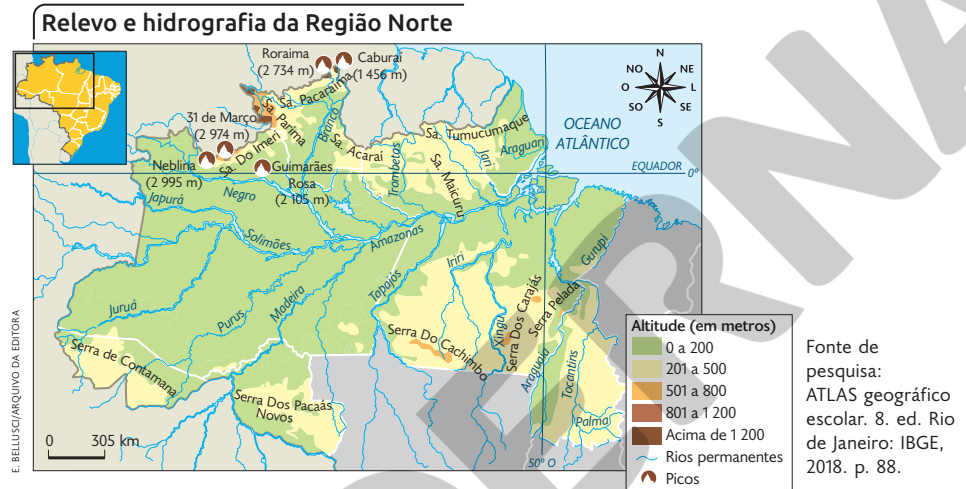 Relevo e hidrografia da Região Norte
Roraima
(2 734 m)
Caburaí
(1 456 m)
Sa. Pacaraima
Sa. Parima
31 de Março
(2 974 m)
Branco
Sa. Do Imeri
Neblina
(2 995 m)
Guimarães
Rosa
(2 105 m)
Sa. Acarai
Trombetas
Sa. Tumucumaque
Sa. Maicuru
Jari
Araguari
OCEANO
ATLÂNTICO
N
NO
NE
O
L
SO
SE
S
EQUADOR
0°
Japurá
Negro
Solimões
Amazonas
Juruá
Purus
Madeira
Tapajós
Iriri
Xingu
Gurupi
Serra de Contamana
Serra Dos Pacaás
Novos
Serra Do Cachimbo
Serra Dos Carajás
Serra Pelada
Araguaia
Tocantins
Palma
50° O
0 305 km
Altitude (em metros)
0 a 200
201 a 500
501 a 800
801 a 1 200
Acima de 1 200
Rios permanentes
Picos
E. BELLUSCI/ARQUIVO DA EDITORA
Fonte de
pesquisa:
ATLAS geográfico
escolar. 8. ed. Rio
de Janeiro: IBGE,
2018. p. 88.